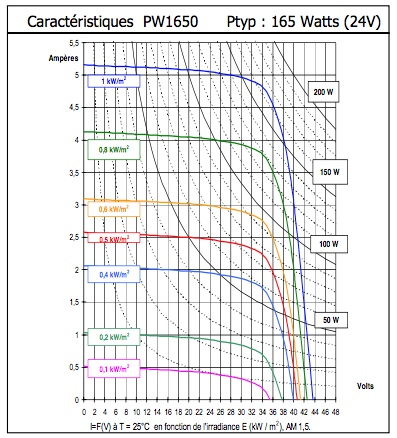 Caractéristiques PW1650 Ptyp : 165 Watts (24V)
5,5
Ampères
5
1 kW/m²
200 W
4,5
4
0,8 kW/m²
3,5
150 W
3
0,6 kW/m²
2,5
0,5 kW/m²
100 W
2
0,4 kW/m²
1,5
50 W
1
0,2 kW/m²
0,5
0,1 kW/m²
Volts
0
0 2 4 6 8 10 12 14 16 18 20 22 24 26 28 30 32 34 36 38 40 42 44 46 48
I=F(V) à T = 25°C en fonction de l'irradiance E (kW / m²), AM 1,5.